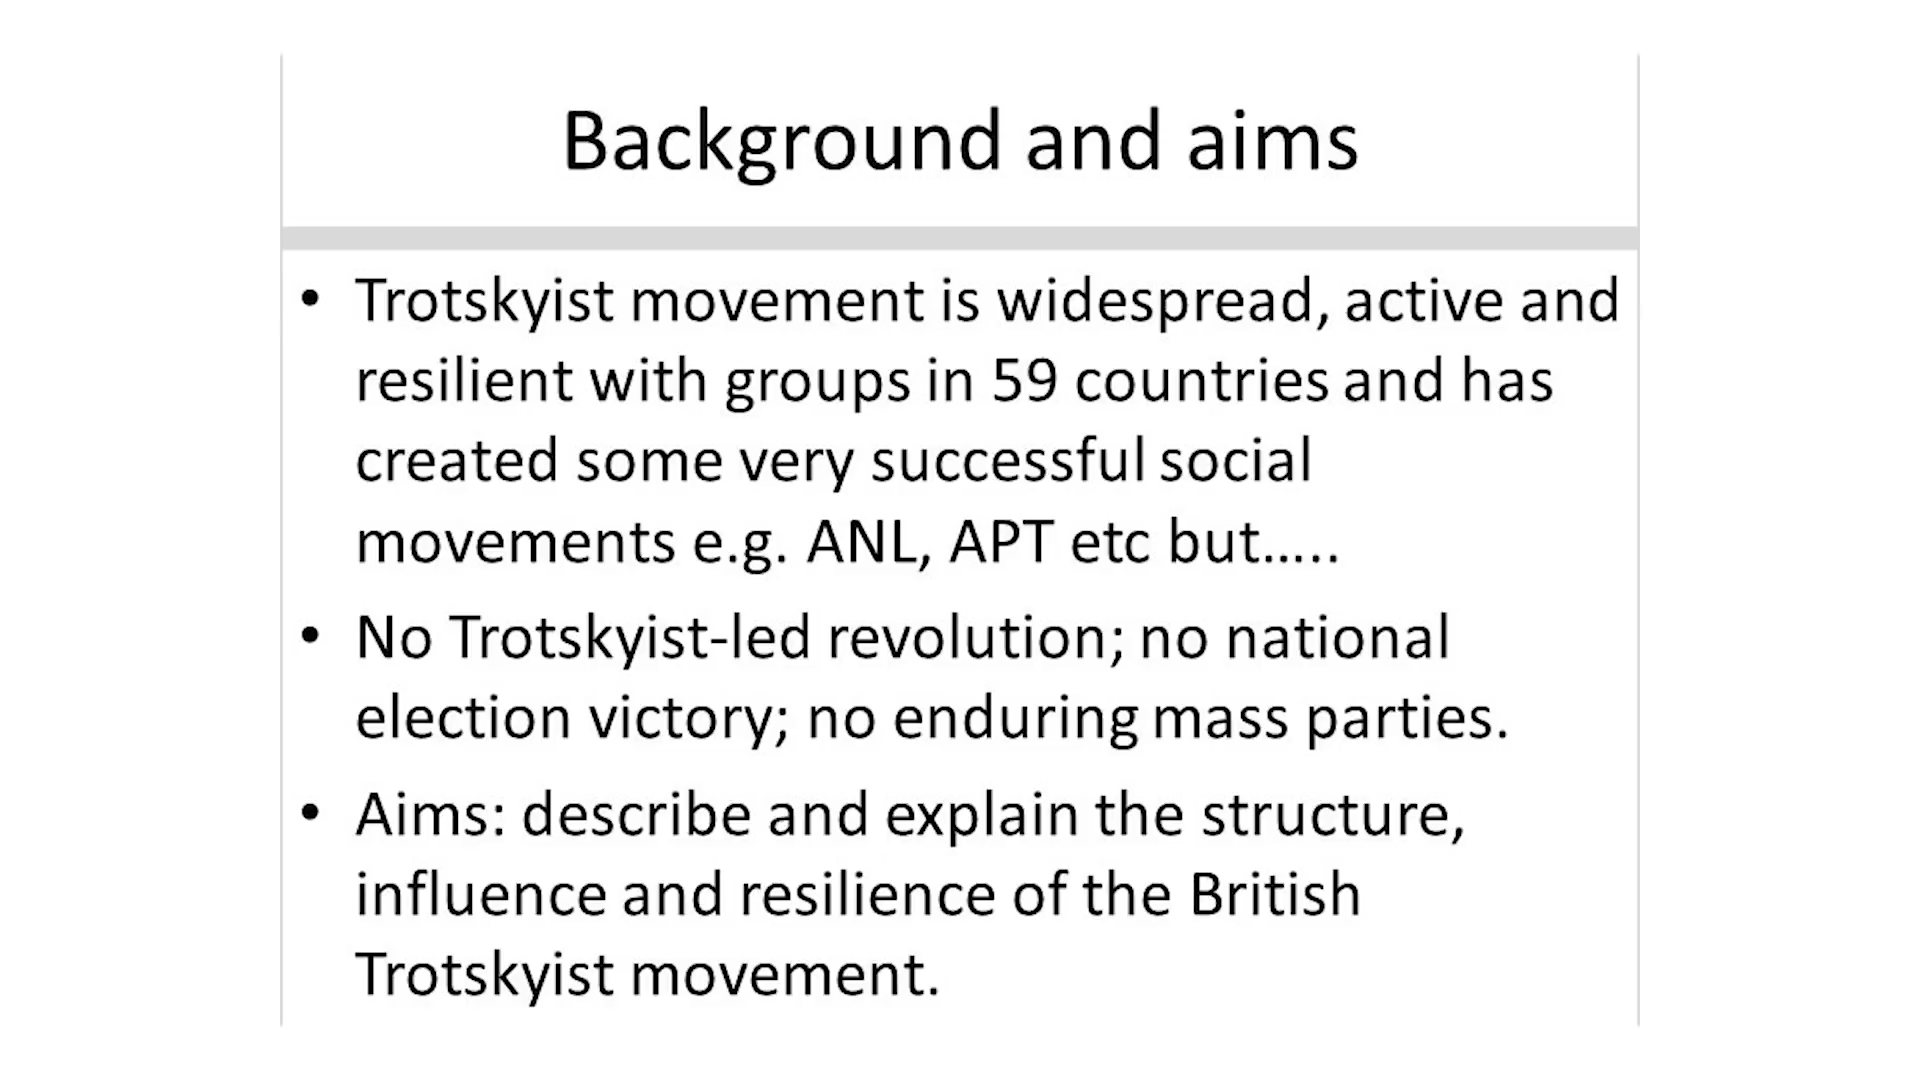 Background and aims
• Trotskyist movement is widespread, active and
resilient with groups in 59 countries and has
created some very successful social
movements e.g. ANL, APT etc but…..
• No Trotskyist-led revolution; no national
election victory; no enduring mass parties.
• Aims: describe and explain the structure,
influence and resilience of the British
Trotskyist movement.